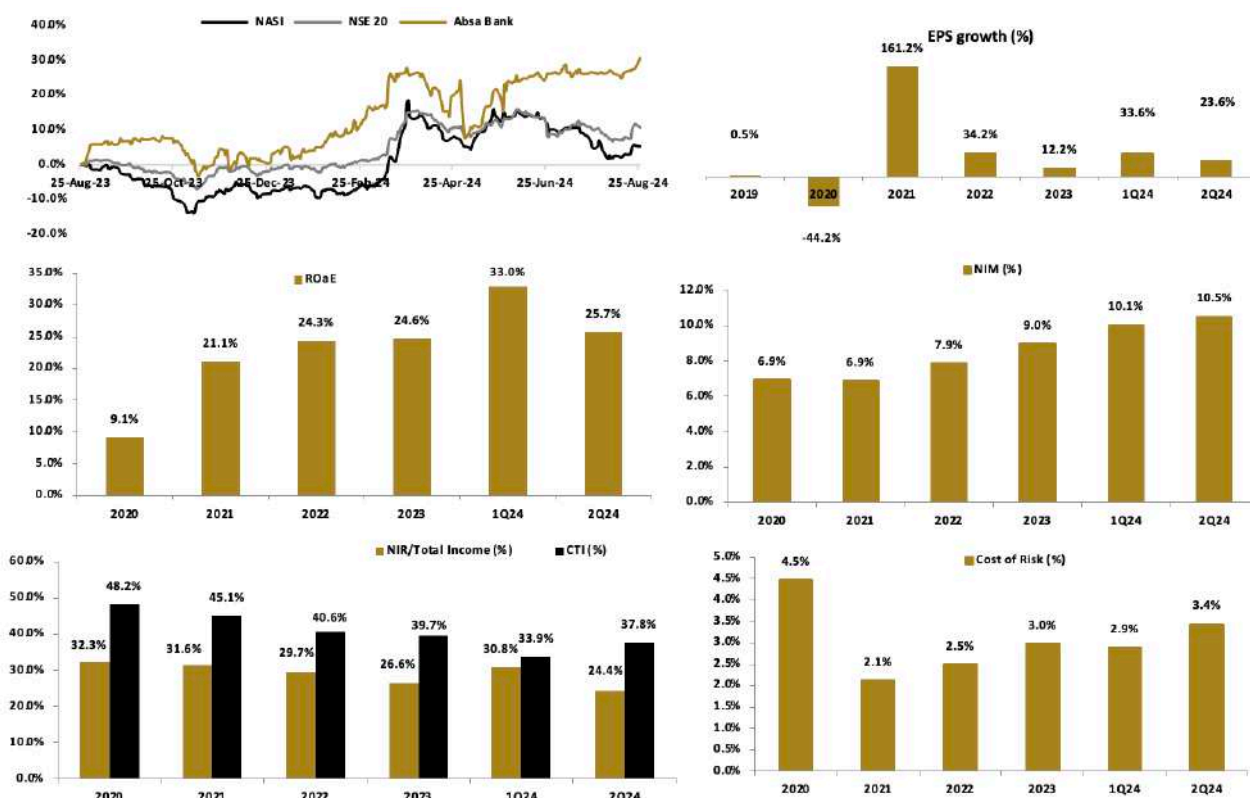 NASI NSE 20 Absa Bank
40.0%
30.0%
20.0%
10.0%
0.0%
25-Aug-23 25-Oct-23 25-Dec-23 25-Feb-24 25-Apr-24 25-Jun-24 25-Aug-24
-10.0%
-20.0%
EPS growth (%)
0.5% -44.2% 161.2% 34.2% 12.2% 33.6% 23.6%
2019 2020 2021 2022 2023 1Q24 2Q24
ROaE
35.0%
30.0%
25.0%
20.0%
15.0%
10.0%
5.0%
0.0%
9.1% 21.1% 24.3% 24.6% 33.0% 25.7%
2020 2021 2022 2023 1Q24 2Q24
NIM (%)
12.0%
10.0%
8.0%
6.0%
4.0%
2.0%
0.0%
6.9% 6.9% 7.9% 9.0% 10.1% 10.5%
2020 2021 2022 2023 1Q24 2Q24
NIR/Total Income (%) CTI (%)
60.0%
50.0%
40.0%
30.0%
20.0%
10.0%
0.0%
32.3% 48.2% 31.6% 45.1% 29.7% 40.6% 26.6% 39.7% 30.8% 33.9% 24.4% 37.8%
2020 2021 2022 2023 1Q24 2Q24
Cost of Risk (%)
5.0%
4.5%
4.0%
3.5%
3.0%
2.5%
2.0%
1.5%
1.0%
0.5%
0.0%
4.5% 2.1% 2.5% 3.0% 2.9% 3.4%
2020 2021 2022 2023 1Q24 2Q24